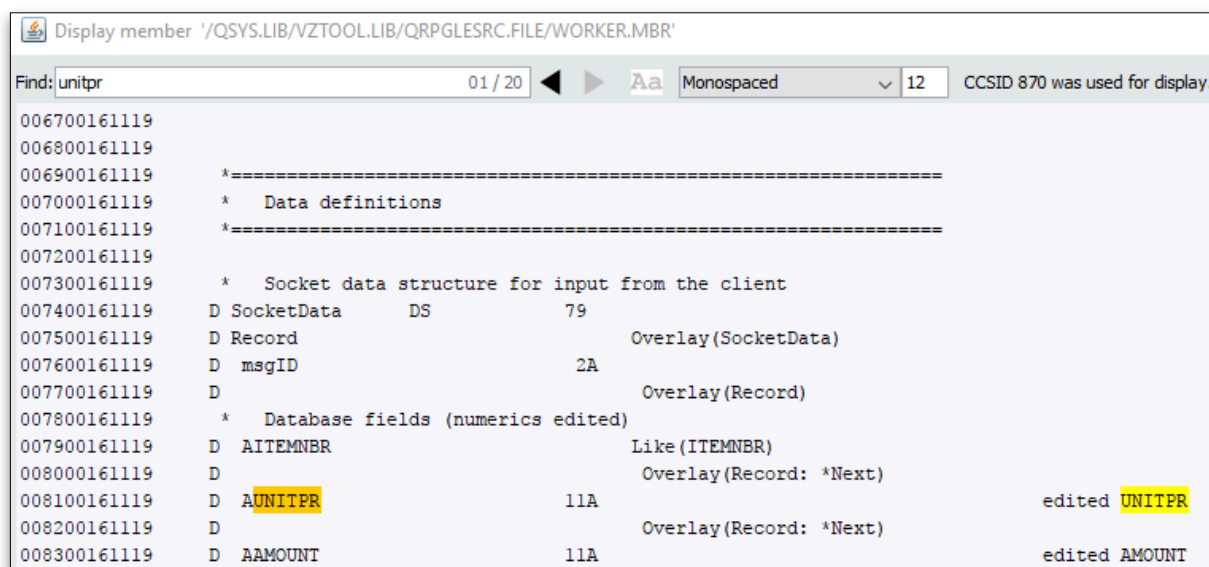 Display member '/QSYS.LIB/VZTOOL.LIB/QRPGLESRC.FILE/WORKER.MBR'
Find: unitpr 01 / 20 Aa Monospaced 12 CCSID 870 was used for display
006700161119
006800161119
006900161119 *================================================================
007000161119 * Data definitions
007100161119 *================================================================
007200161119
007300161119 * Socket data structure for input from the client
007400161119 D SocketData DS 79
007500161119 D Record Overlay(SocketData)
007600161119 D msgID 2A
007700161119 D Overlay(Record)
007800161119 * Database fields (numerics edited)
007900161119 D AITEMNBR Like(ITEMNBR)
008000161119 D Overlay(Record: *Next)
008100161119 D AUNITPR 11A edited UNITPR
008200161119 D Overlay(Record: *Next)
008300161119 D AAMOUNT 11A edited AMOUNT